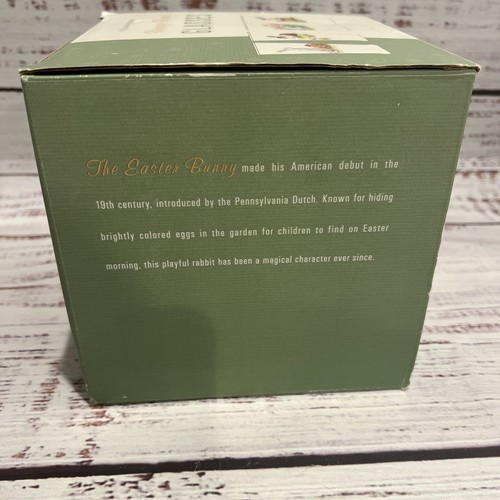 The Easter Bunny made his American debut in the
19th century, introduced by the Pennsylvania Dutch. Known for hiding
brightly colored eggs in the garden for children to find on Easter
morning, this playful rabbit has been a magical character ever since.